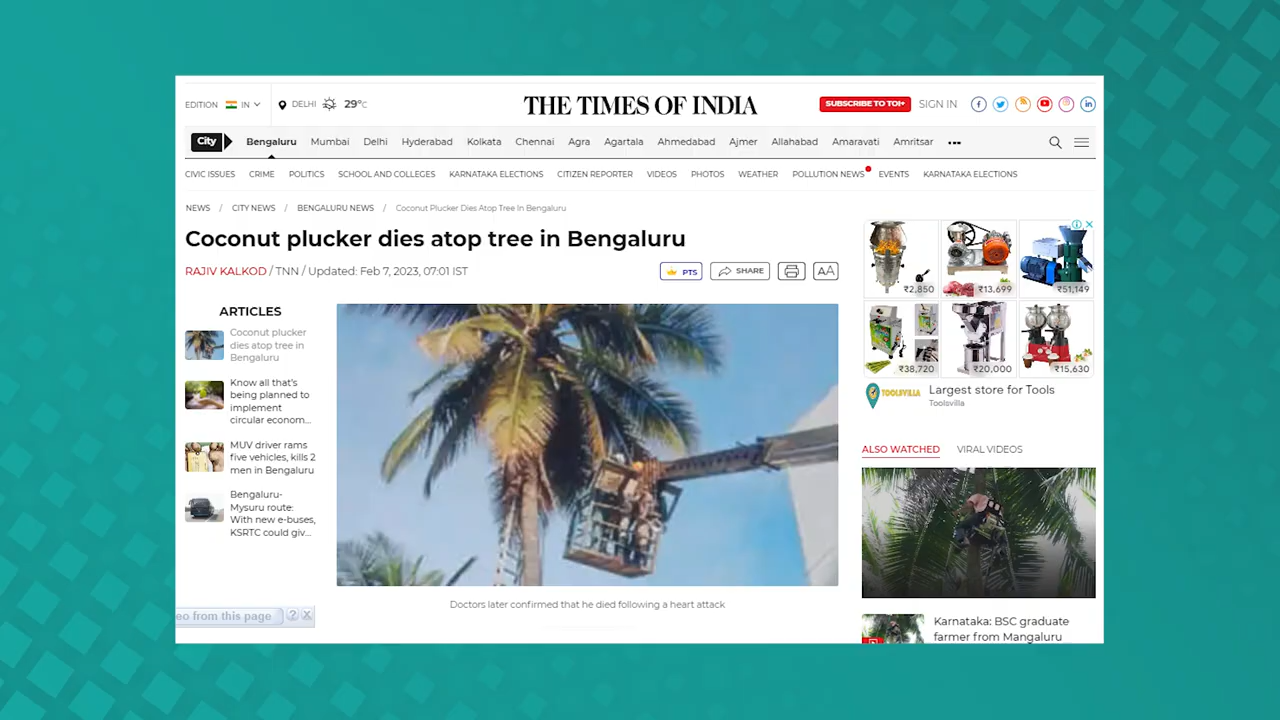 EDITION IN
DELHI 29°C
THE TIMES OF INDIA
SUBSCRIBE TO TOI+ SIGN IN
City Bengaluru Mumbai Delhi Hyderabad Kolkata Chennai Agra Agartala Ahmedabad Ajmer Allahabad Amaravati Amritsar ...
CIVIC ISSUES CRIME POLITICS SCHOOL AND COLLEGES KARNATAKA ELECTIONS CITIZEN REPORTER VIDEOS PHOTOS WEATHER POLLUTION NEWS EVENTS KARNATAKA ELECTIONS
NEWS / CITY NEWS / BENGALURU NEWS / Coconut Plucker Dies Atop Tree In Bengaluru
Coconut plucker dies atop tree in Bengaluru
RAJIV KALKOD / TNN / Updated: Feb 7, 2023, 07:01 IST
PTS SHARE AA
ARTICLES
Coconut plucker
dies atop tree in
Bengaluru
Know all that's
being planned to
implement
circular econom...
MUV driver rams
five vehicles, kills 2
men in Bengaluru
Bengaluru-
Mysuru route:
With new e-buses,
KSRTC could giv...
eo from this page ? X
Doctors later confirmed that he died following a heart attack
₹2,850 ₹13,699 ₹51,149
₹38,720 ₹20,000 ₹15,630
TOOLSVILLA
Largest store for Tools
Toolsvilla
ALSO WATCHED VIRAL VIDEOS
Karnataka: BSC graduate
farmer from Mangaluru